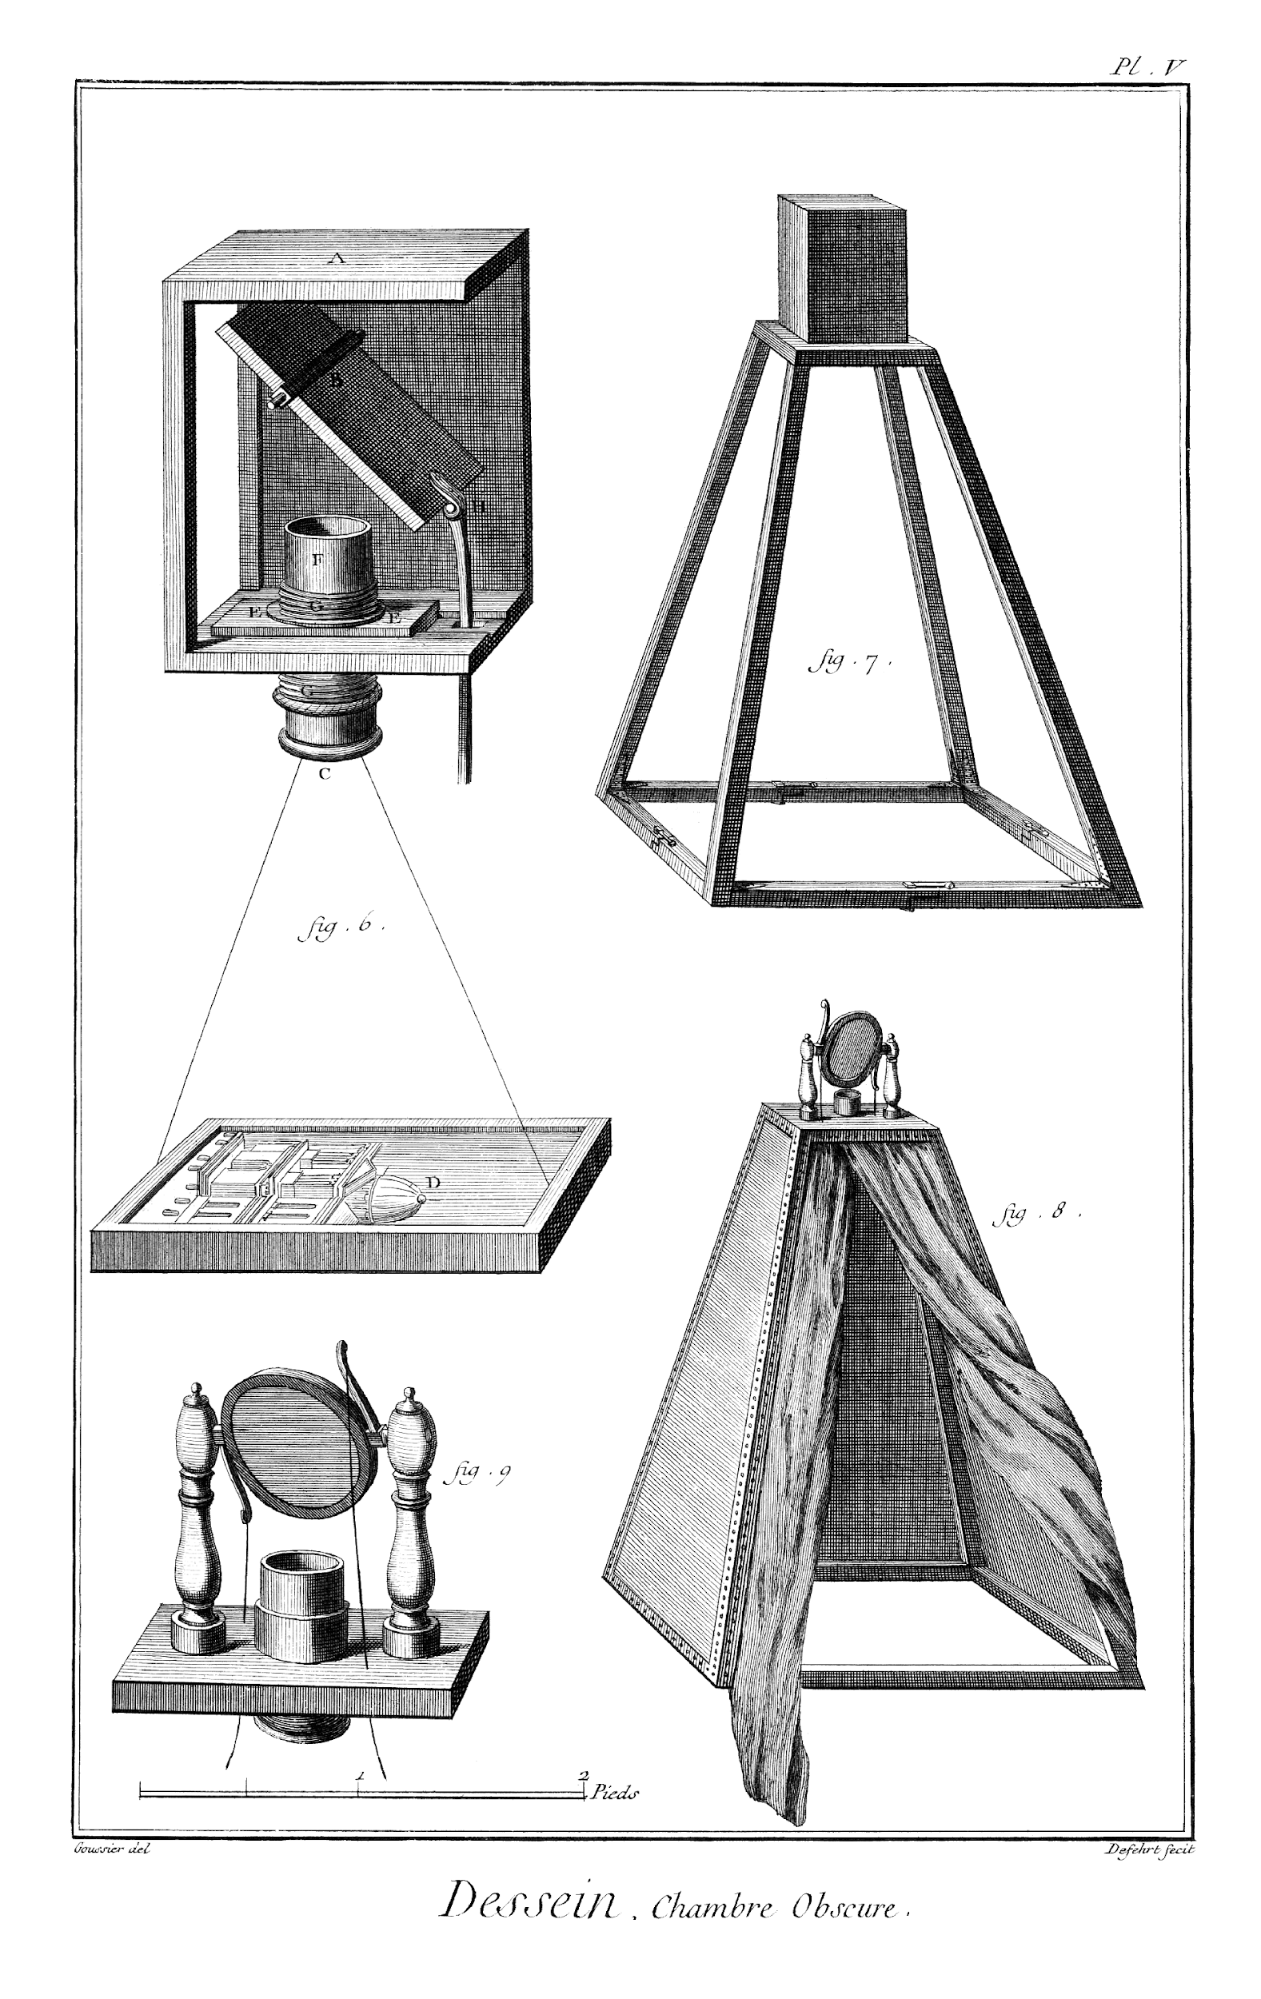 Pl. V
A
B
H
F
G
E
E
G
C
fig. 7.
fig. 6.
D
fig. 8.
fig. 9
1
2
Pieds
Goussier del
Defehrt fecit
Dessein, Chambre Obscure.